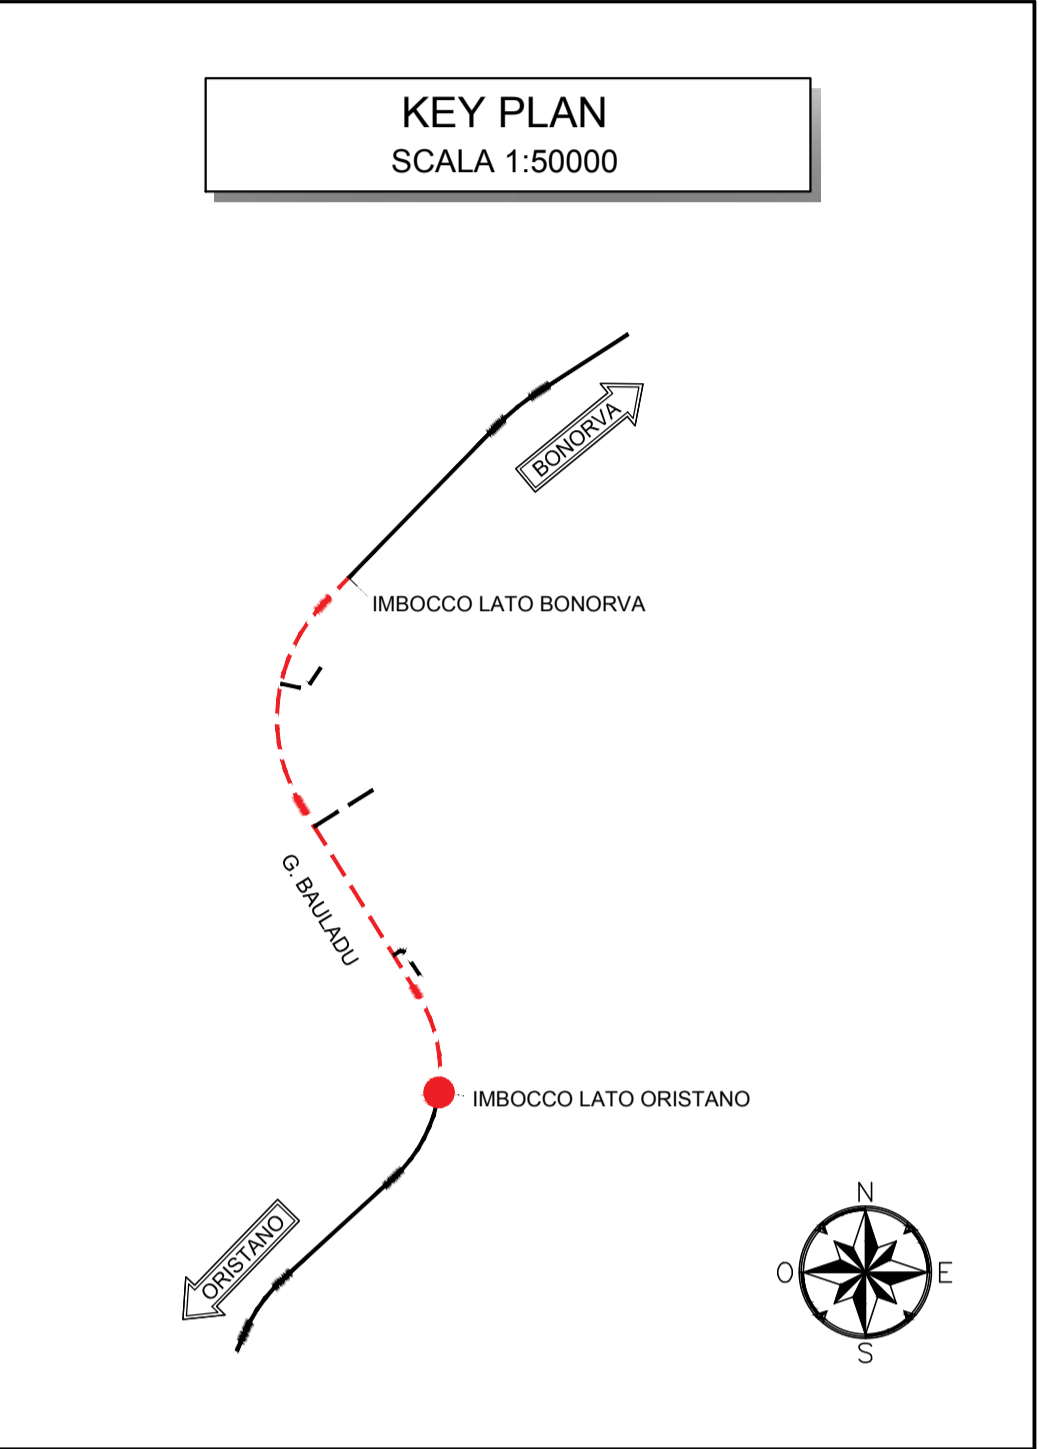 KEY PLAN
SCALA 1:50000
BONORVA
IMBOCCO LATO BONORVA
G. BAULADU
IMBOCCO LATO ORISTANO
ORISTANO
N
O
E
S